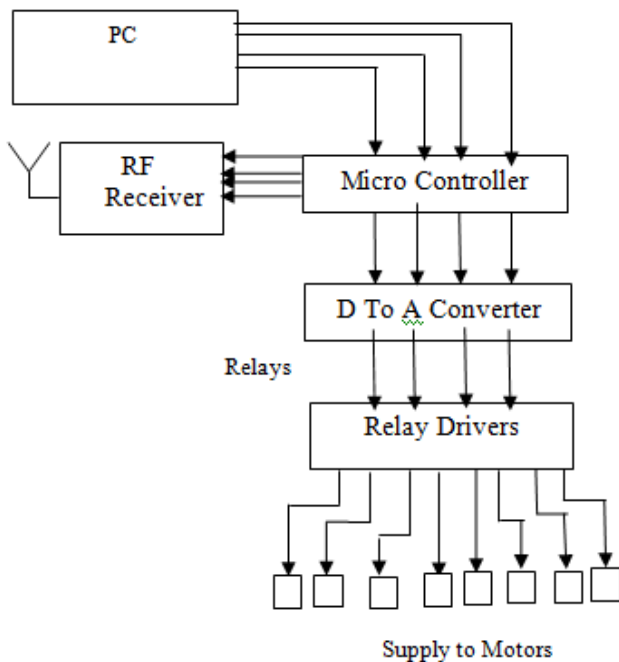 PC
RF
Receiver
Micro Controller
D To A Converter
Relays
Relay Drivers
Supply to Motors